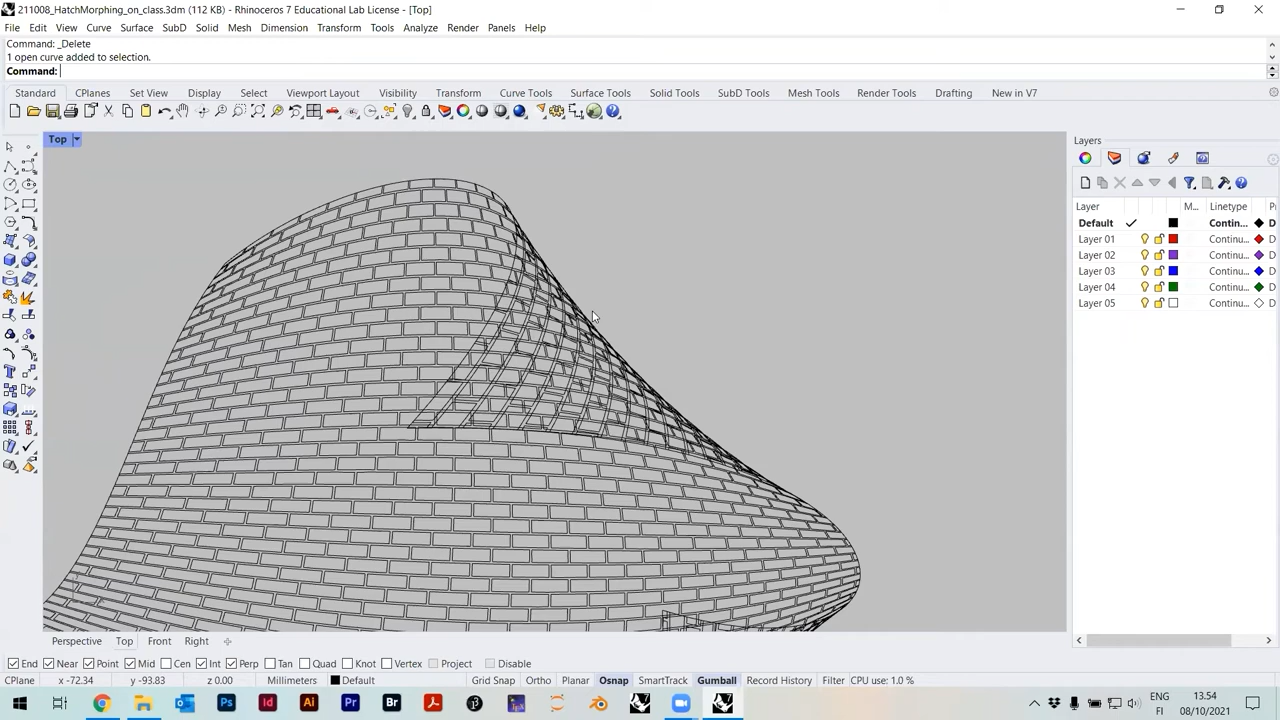 211008_HatchMorphing_on_class.3dm (112 KB) - Rhinoceros 7 Educational Lab License - [Top]
File Edit View Curve Surface SubD Solid Mesh Dimension Transform Tools Analyze Render Panels Help
Command: _Delete
1 open curve added to selection.
Command:
Standard CPlanes Set View Display Select Viewport Layout Visibility Transform Curve Tools Surface Tools Solid Tools SubD Tools Mesh Tools Render Tools Drafting New in V7
Top
Layers
Layer M... Linetype P
Default Contin... D
Layer 01 Continu... D
Layer 02 Continu... D
Layer 03 Continu... D
Layer 04 Continu... D
Layer 05 Continu... D
Perspective Top Front Right
End Near Point Mid Cen Int Perp Tan Quad Knot Vertex Project Disable
CPlane x -72.34 y -93.83 z 0.00 Millimeters Default Grid Snap Ortho Planar Osnap SmartTrack Gumball Record History Filter CPU use: 1.0 %
Ps Id Ai Pr Br
ENG 13.54
FI 08/10/2021